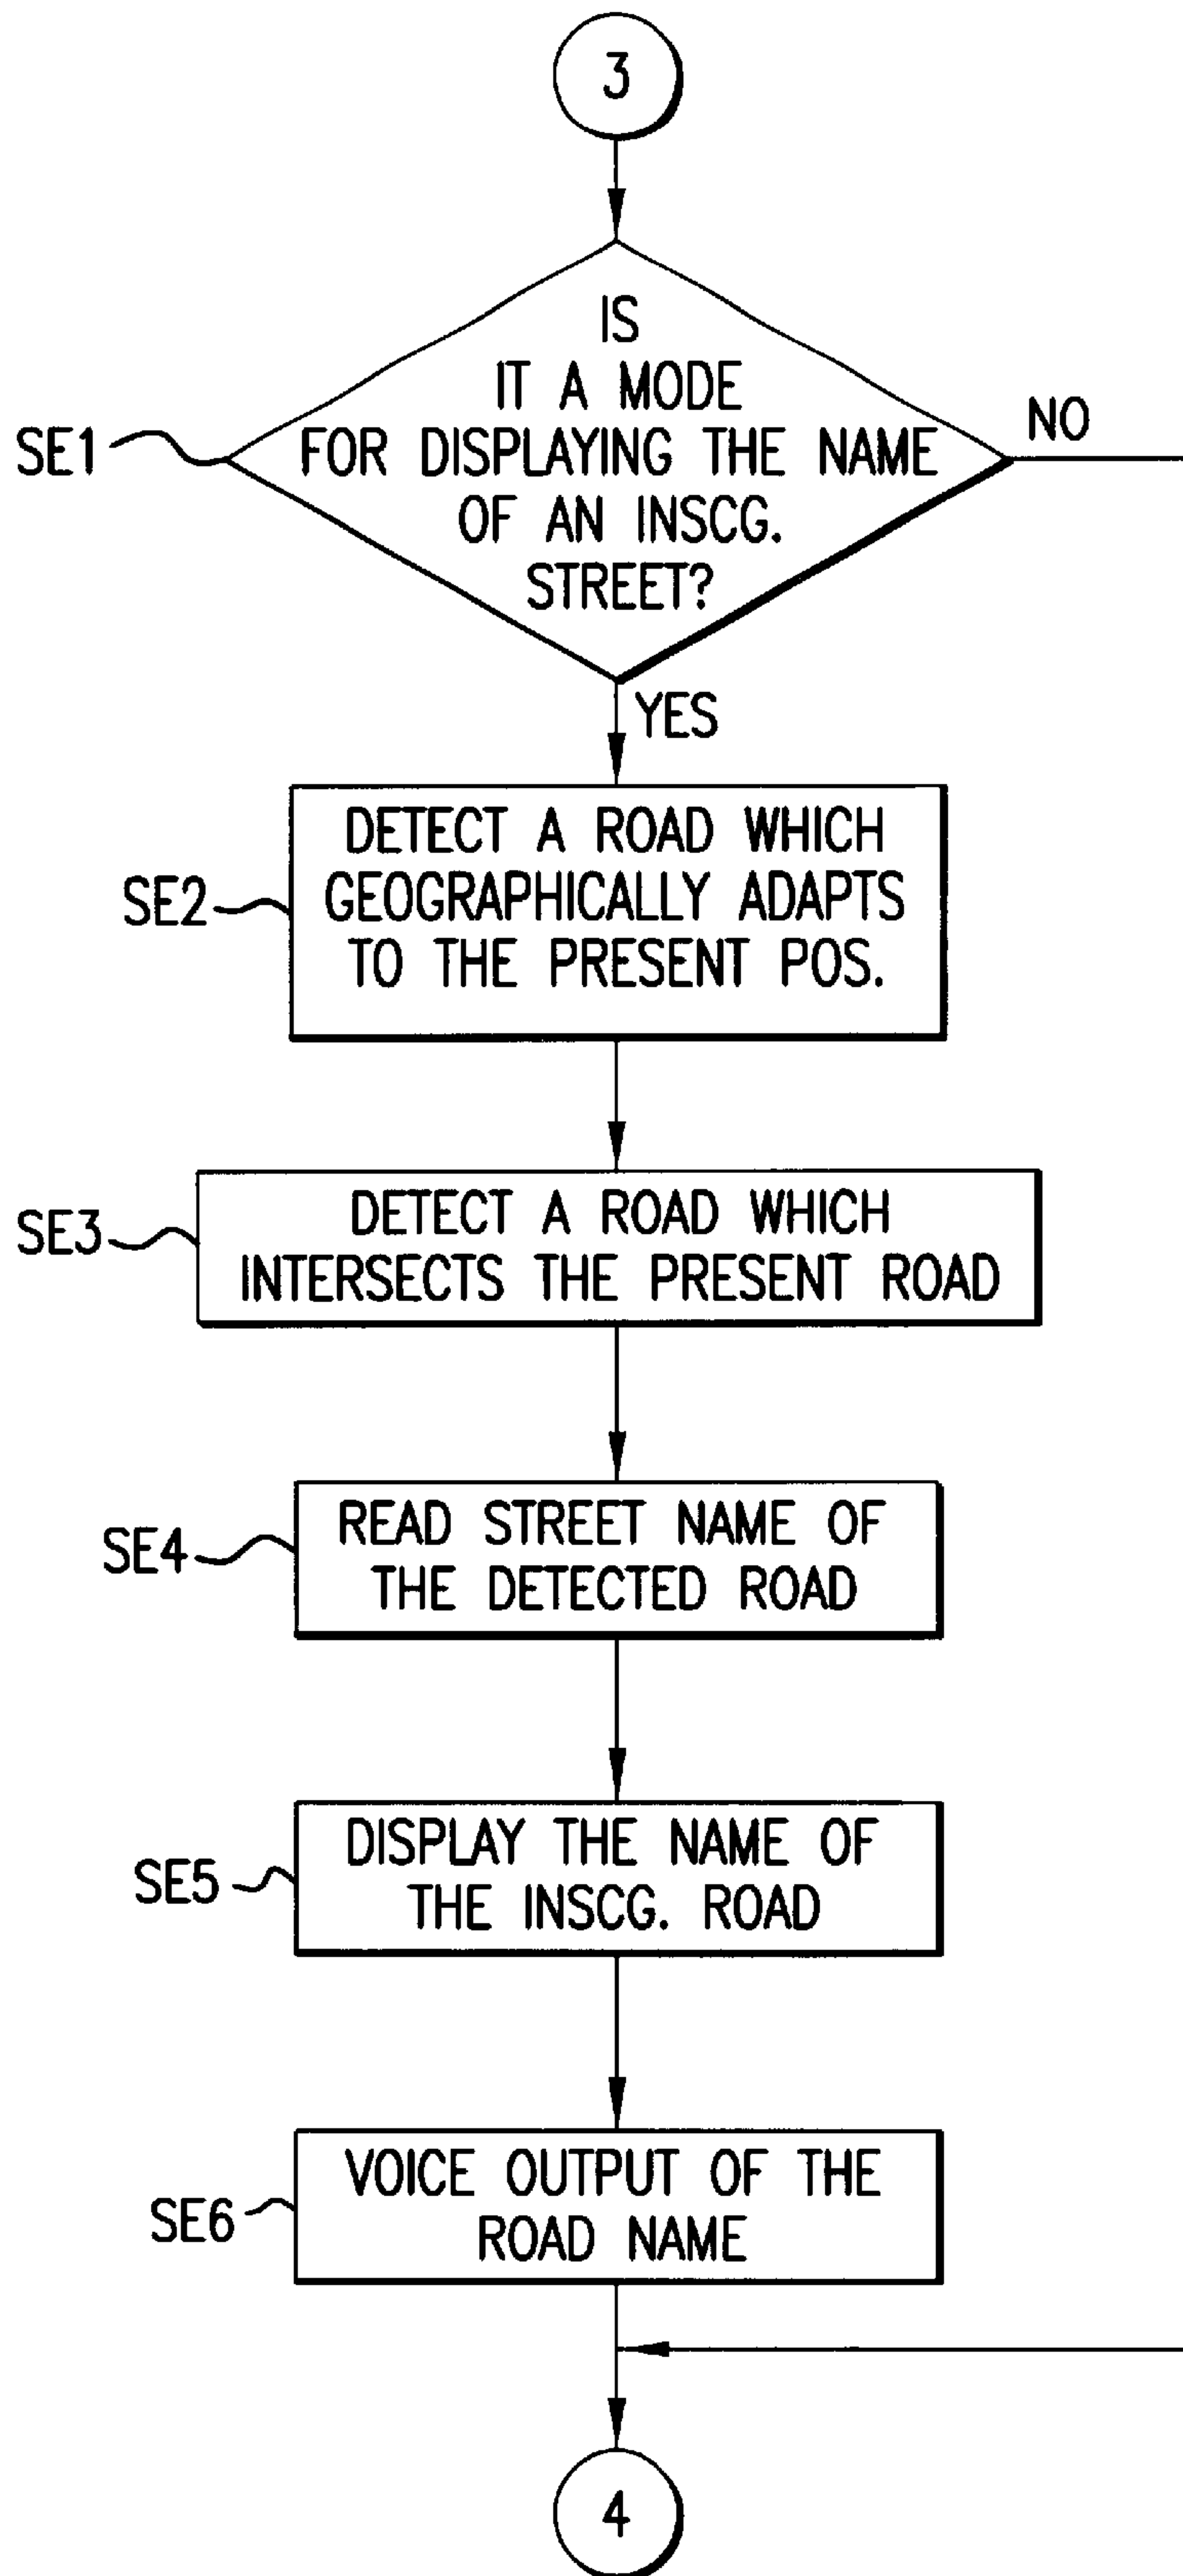 3
IS
IT A MODE
FOR DISPLAYING THE NAME
OF AN INSCG.
STREET?
SE1
NO
YES
DETECT A ROAD WHICH
GEOGRAPHICALLY ADAPTS
TO THE PRESENT POS.
SE2
DETECT A ROAD WHICH
INTERSECTS THE PRESENT ROAD
SE3
READ STREET NAME OF
THE DETECTED ROAD
SE4
DISPLAY THE NAME OF
THE INSCG. ROAD
SE5
VOICE OUTPUT OF THE
ROAD NAME
SE6
4